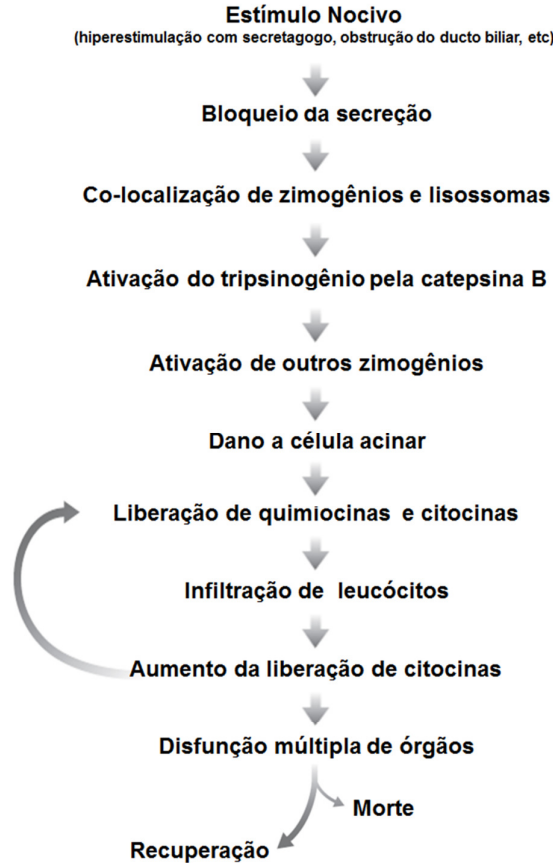 Estímulo Nocivo
(hiperestimulação com secretagogo, obstrução do ducto biliar, etc)
Bloqueio da secreção
Co-localização de zimogênios e lisossomas
Ativação do tripsinogênio pela catepsina B
Ativação de outros zimogênios
Dano a célula acinar
Liberação de quimiocinas e citocinas
Infiltração de leucócitos
Aumento da liberação de citocinas
Disfunção múltipla de órgãos
Morte
Recuperação